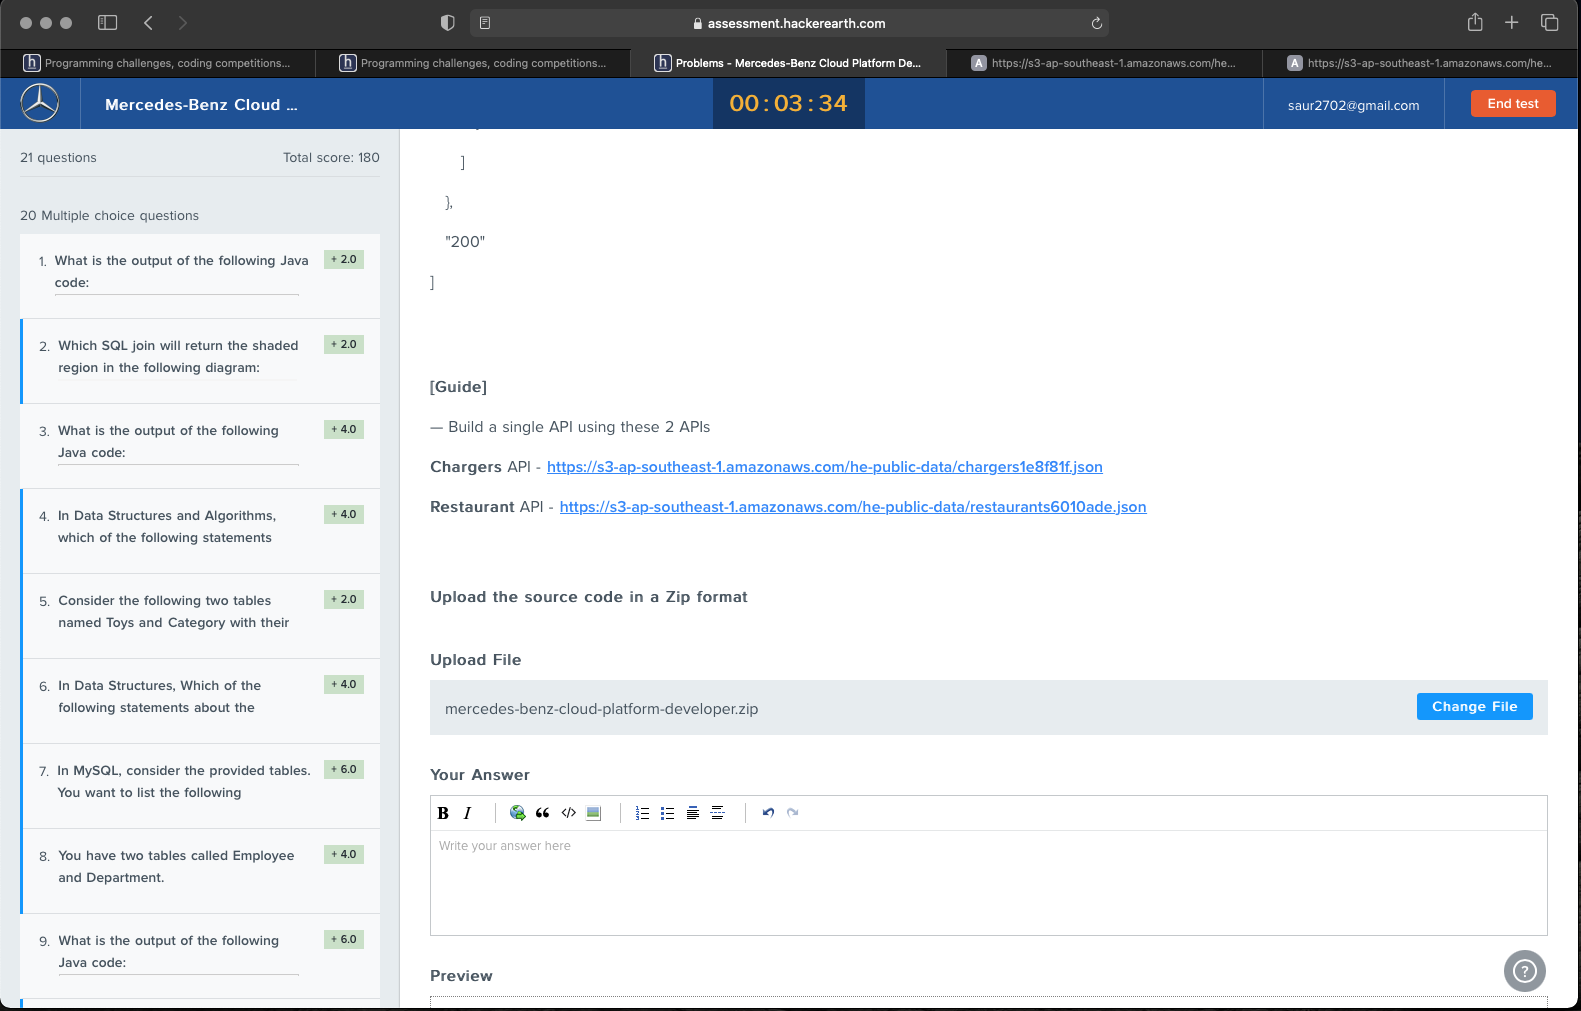 assessment.hackerearth.com
Programming challenges, coding competitions...
Programming challenges, coding competitions...
Problems - Mercedes-Benz Cloud Platform De...
https://s3-ap-southeast-1.amazonaws.com/he...
https://s3-ap-southeast-1.amazonaws.com/he...
Mercedes-Benz Cloud ...
00 : 03 : 34
saur2702@gmail.com
End test
21 questions
Total score: 180
20 Multiple choice questions
1. What is the output of the following Java
code:
+ 2.0
2. Which SQL join will return the shaded
region in the following diagram:
+ 2.0
3. What is the output of the following
Java code:
+ 4.0
4. In Data Structures and Algorithms,
which of the following statements
+ 4.0
5. Consider the following two tables
named Toys and Category with their
+ 2.0
6. In Data Structures, Which of the
following statements about the
+ 4.0
7. In MySQL, consider the provided tables.
You want to list the following
+ 6.0
8. You have two tables called Employee
and Department.
+ 4.0
9. What is the output of the following
Java code:
+ 6.0
]
},
"200"
]
[Guide]
— Build a single API using these 2 APIs
Chargers API - https://s3-ap-southeast-1.amazonaws.com/he-public-data/chargers1e8f81f.json
Restaurant API - https://s3-ap-southeast-1.amazonaws.com/he-public-data/restaurants6010ade.json
Upload the source code in a Zip format
Upload File
mercedes-benz-cloud-platform-developer.zip
Change File
Your Answer
B I
Write your answer here
Preview
?